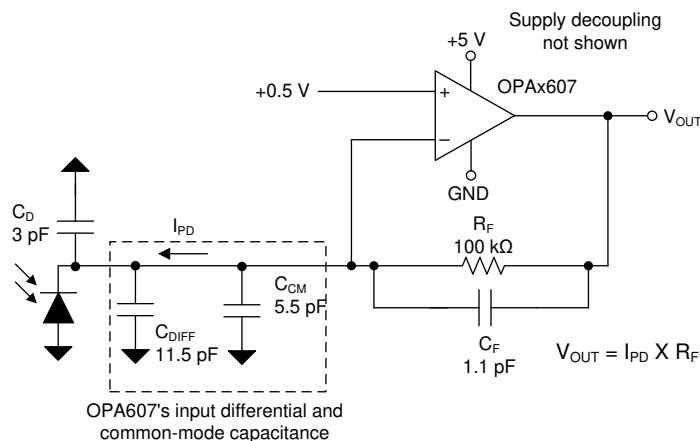 Supply decoupling
not shown
+5 V
OPAx607
+0.5 V
+
−
V_OUT
GND
C_D
3 pF
I_PD
R_F
100 kΩ
C_CM
5.5 pF
C_DIFF
11.5 pF
C_F
1.1 pF
V_OUT = I_PD X R_F
OPA607's input differential and
common-mode capacitance